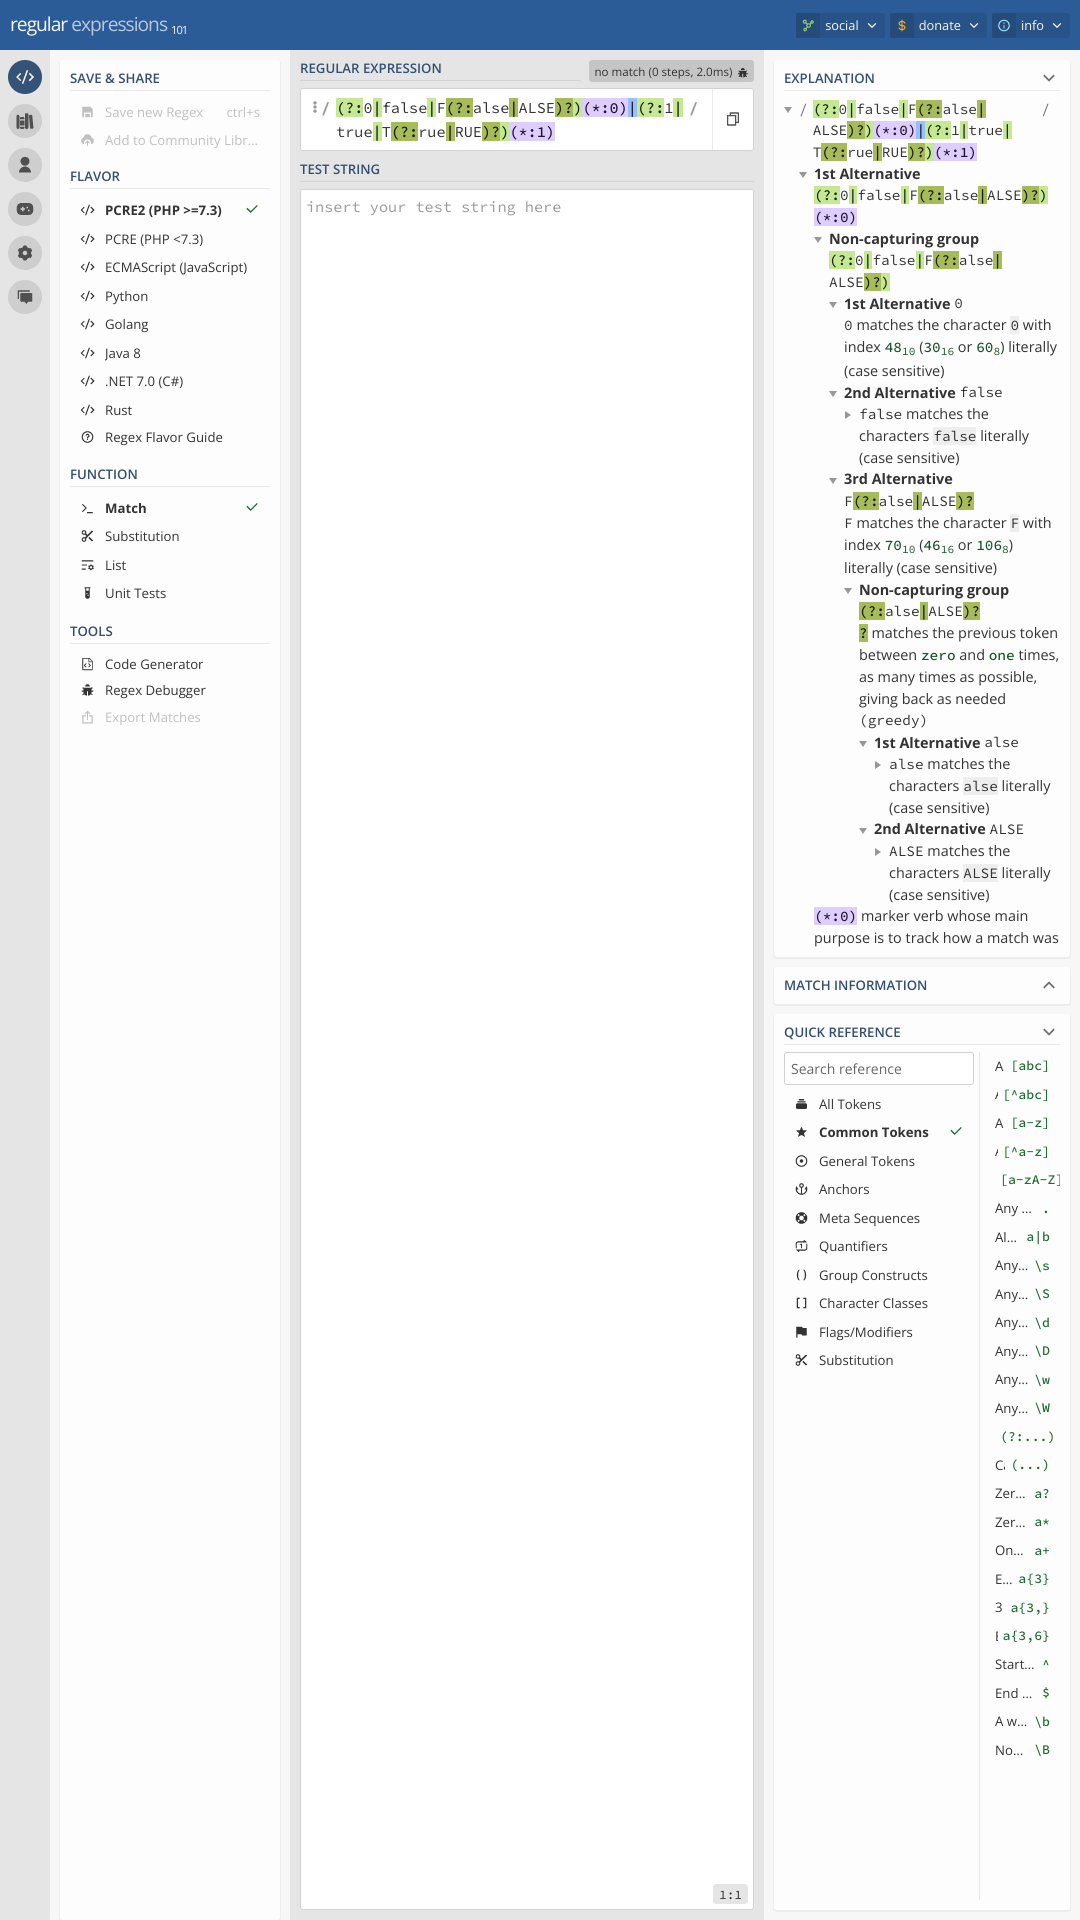 regular expressions 101
social
donate
info
SAVE & SHARE
Save new Regex ctrl+s
Add to Community Libr...
FLAVOR
PCRE2 (PHP >=7.3)
PCRE (PHP <7.3)
ECMAScript (JavaScript)
Python
Golang
Java 8
.NET 7.0 (C#)
Rust
Regex Flavor Guide
FUNCTION
Match
Substitution
List
Unit Tests
TOOLS
Code Generator
Regex Debugger
Export Matches
REGULAR EXPRESSION
no match (0 steps, 2.0ms)
/ (?:0|false|F(?:alse|ALSE)?)(*:0)|(?:1| /
true|T(?:rue|RUE)?)(*:1)
TEST STRING
insert your test string here
1:1
EXPLANATION
/ (?:0|false|F(?:alse| /
ALSE)?)(*:0)|(?:1|true|
T(?:rue|RUE)?)(*:1)
1st Alternative
(?:0|false|F(?:alse|ALSE)?)
(*:0)
Non-capturing group
(?:0|false|F(?:alse|
ALSE)?)
1st Alternative 0
0 matches the character 0 with
index 48₁₀ (30₁₆ or 60₈) literally
(case sensitive)
2nd Alternative false
false matches the
characters false literally
(case sensitive)
3rd Alternative
F(?:alse|ALSE)?
F matches the character F with
index 70₁₀ (46₁₆ or 106₈)
literally (case sensitive)
Non-capturing group
(?:alse|ALSE)?
? matches the previous token
between zero and one times,
as many times as possible,
giving back as needed
(greedy)
1st Alternative alse
alse matches the
characters alse literally
(case sensitive)
2nd Alternative ALSE
ALSE matches the
characters ALSE literally
(case sensitive)
(*:0) marker verb whose main
purpose is to track how a match was
MATCH INFORMATION
QUICK REFERENCE
Search reference
All Tokens
Common Tokens
General Tokens
Anchors
Meta Sequences
Quantifiers
Group Constructs
Character Classes
Flags/Modifiers
Substitution
A [abc]
[^abc]
A [a-z]
[^a-z]
[a-zA-Z]
Any ... .
Al... a|b
Any... \s
Any... \S
Any... \d
Any... \D
Any... \w
Any... \W
(?:...)
(...)
Zer... a?
Zer... a*
On... a+
E... a{3}
3 a{3,}
a{3,6}
Start... ^
End ... $
A w... \b
No... \B